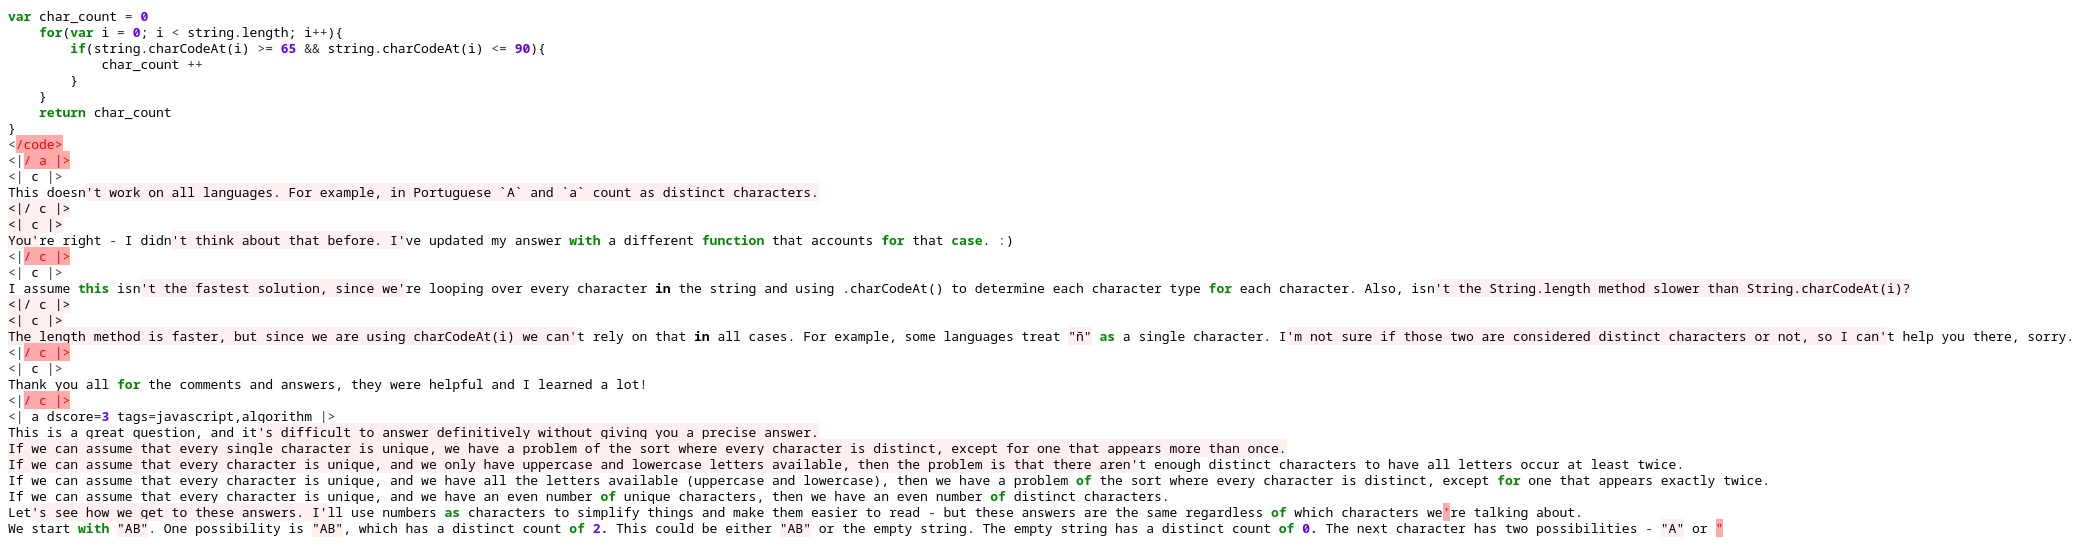 var char_count = 0
    for(var i = 0; i < string.length; i++){
        if(string.charCodeAt(i) >= 65 && string.charCodeAt(i) <= 90){
            char_count ++
        }
    }
    return char_count
}
</code>
<|/ a |>
<| c |>
This doesn't work on all languages. For example, in Portuguese `A` and `a` count as distinct characters.
<|/ c |>
<| c |>
You're right - I didn't think about that before. I've updated my answer with a different function that accounts for that case. :)
<|/ c |>
<| c |>
I assume this isn't the fastest solution, since we're looping over every character in the string and using .charCodeAt() to determine each character type for each character. Also, isn't the String.length method slower than String.charCodeAt(i)?
<|/ c |>
<| c |>
The length method is faster, but since we are using charCodeAt(i) we can't rely on that in all cases. For example, some languages treat "ñ" as a single character. I'm not sure if those two are considered distinct characters or not, so I can't help you there, sorry.
<|/ c |>
<| c |>
Thank you all for the comments and answers, they were helpful and I learned a lot!
<|/ c |>
<| a dscore=3 tags=javascript,algorithm |>
This is a great question, and it's difficult to answer definitively without giving you a precise answer.
If we can assume that every single character is unique, we have a problem of the sort where every character is distinct, except for one that appears more than once.
If we can assume that every character is unique, and we only have uppercase and lowercase letters available, then the problem is that there aren't enough distinct characters to have all letters occur at least twice.
If we can assume that every character is unique, and we have all the letters available (uppercase and lowercase), then we have a problem of the sort where every character is distinct, except for one that appears exactly twice.
If we can assume that every character is unique, and we have an even number of unique characters, then we have an even number of distinct characters.
Let's see how we get to these answers. I'll use numbers as characters to simplify things and make them easier to read - but these answers are the same regardless of which characters we're talking about.
We start with "AB". One possibility is "AB", which has a distinct count of 2. This could be either "AB" or the empty string. The empty string has a distinct count of 0. The next character has two possibilities - "A" or "